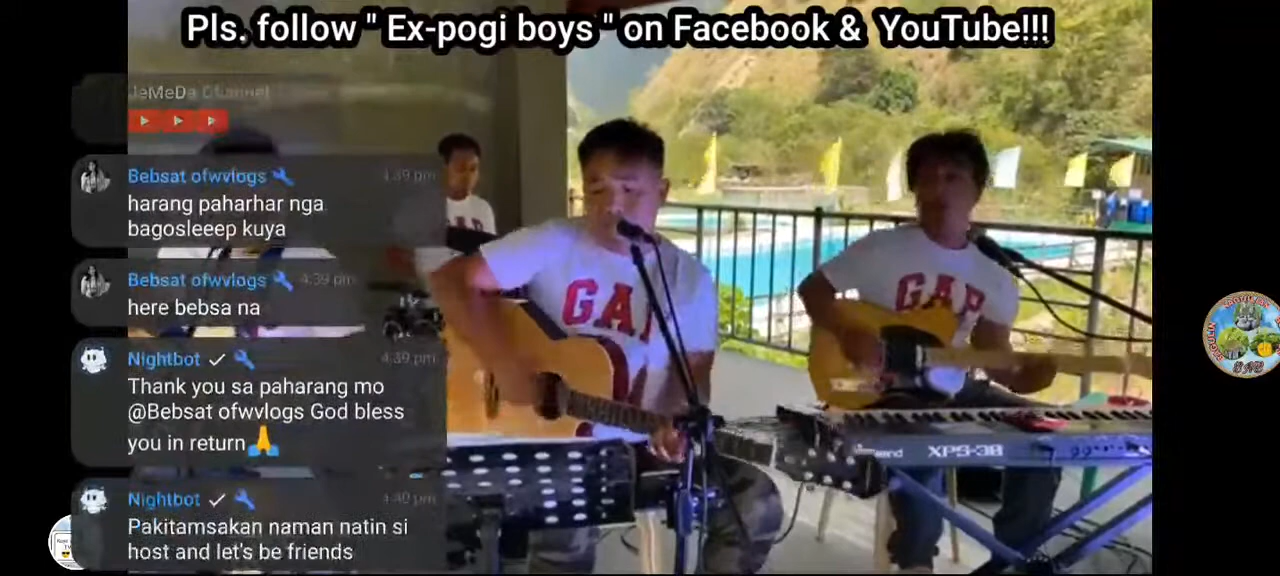 Pls. follow " Ex-pogi boys " on Facebook & YouTube!!!
JeMeDa Channel
Bebsat ofwvlogs 4:39 pm
harang paharhar nga
bagosleeep kuya
Bebsat ofwvlogs 4:39 pm
here bebsa na
Nightbot 4:39 pm
Thank you sa paharang mo
@Bebsat ofwvlogs God bless
you in return
Nightbot 4:40 pm
Pakitamsakan naman natin si
host and let's be friends
GAP
GAP
GAP
XPS-30